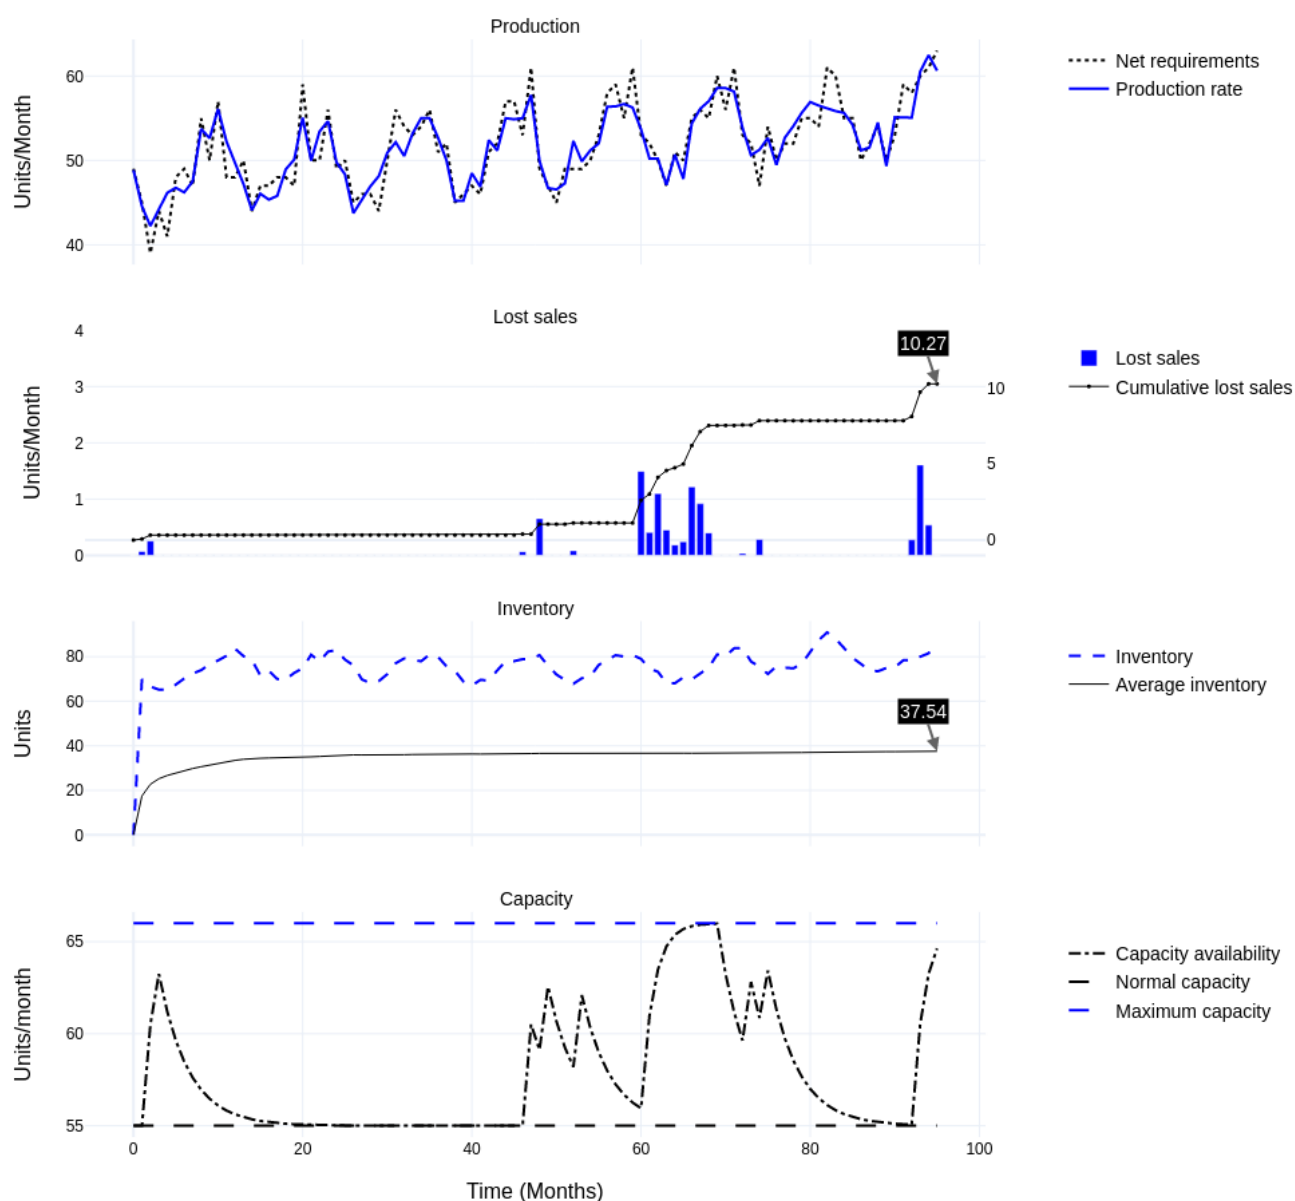 Production
60
50
40
Units/Month
Net requirements
Production rate
Lost sales
4
3
2
1
0
Units/Month
10
5
0
10.27
Lost sales
Cumulative lost sales
Inventory
80
60
40
20
0
Units
37.54
Inventory
Average inventory
Capacity
65
60
55
Units/month
0
20
40
60
80
100
Time (Months)
Capacity availability
Normal capacity
Maximum capacity